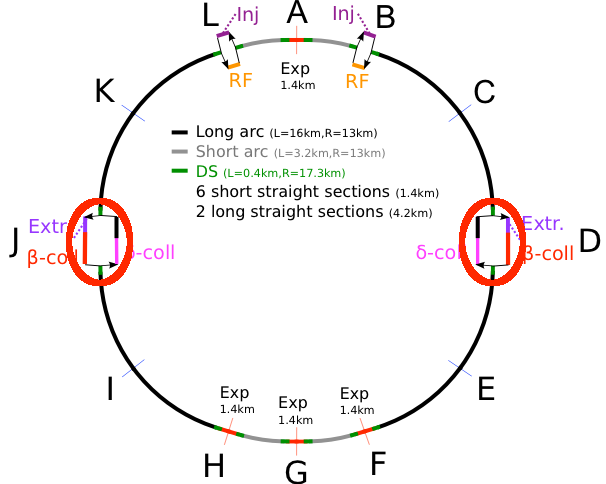 L
Inj
A
Inj
B
RF
Exp
1.4km
RF
K
C
Long arc (L=16km,R=13km)
Short arc (L=3.2km,R=13km)
DS (L=0.4km,R=17.3km)
6 short straight sections (1.4km)
2 long straight sections (4.2km)
J
Extr.
β-coll
-coll
δ-col
Extr.
β-coll
D
I
E
Exp
1.4km
Exp
1.4km
Exp
1.4km
H
G
F